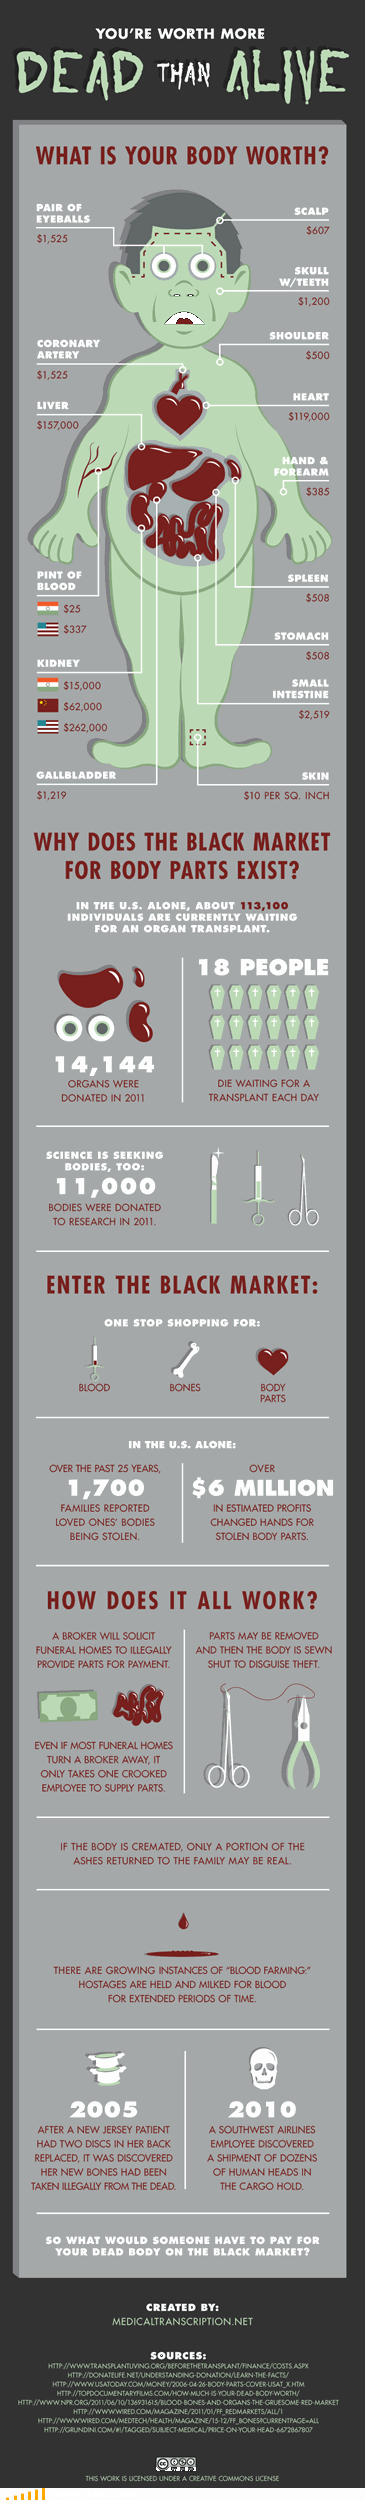 YOU'RE WORTH MORE
DEAD THAN ALIVE
WHAT IS YOUR BODY WORTH?
PAIR OF
EYEBALLS
$1,525
SCALP
$607
SKULL
W/TEETH
$1,200
CORONARY
ARTERY
$1,525
SHOULDER
$500
LIVER
$157,000
HEART
$119,000
HAND &
FOREARM
$385
PINT OF
BLOOD
$25
$337
SPLEEN
$508
STOMACH
$508
KIDNEY
$15,000
$62,000
$262,000
SMALL
INTESTINE
$2,519
GALLBLADDER
$1,219
SKIN
$10 PER SQ. INCH
WHY DOES THE BLACK MARKET
FOR BODY PARTS EXIST?
IN THE U.S. ALONE, ABOUT 113,100
INDIVIDUALS ARE CURRENTLY WAITING
FOR AN ORGAN TRANSPLANT.
14,144
ORGANS WERE
DONATED IN 2011
18 PEOPLE
DIE WAITING FOR A
TRANSPLANT EACH DAY
SCIENCE IS SEEKING
BODIES, TOO:
11,000
BODIES WERE DONATED
TO RESEARCH IN 2011.
ENTER THE BLACK MARKET:
ONE STOP SHOPPING FOR:
BLOOD
BONES
BODY
PARTS
IN THE U.S. ALONE:
OVER THE PAST 25 YEARS,
1,700
FAMILIES REPORTED
LOVED ONES' BODIES
BEING STOLEN.
OVER
$6 MILLION
IN ESTIMATED PROFITS
CHANGED HANDS FOR
STOLEN BODY PARTS.
HOW DOES IT ALL WORK?
A BROKER WILL SOLICIT
FUNERAL HOMES TO ILLEGALLY
PROVIDE PARTS FOR PAYMENT.
EVEN IF MOST FUNERAL HOMES
TURN A BROKER AWAY, IT
ONLY TAKES ONE CROOKED
EMPLOYEE TO SUPPLY PARTS.
PARTS MAY BE REMOVED
AND THEN THE BODY IS SEWN
SHUT TO DISGUISE THEFT.
IF THE BODY IS CREMATED, ONLY A PORTION OF THE
ASHES RETURNED TO THE FAMILY MAY BE REAL.
THERE ARE GROWING INSTANCES OF "BLOOD FARMING:"
HOSTAGES ARE HELD AND MILKED FOR BLOOD
FOR EXTENDED PERIODS OF TIME.
2005
AFTER A NEW JERSEY PATIENT
HAD TWO DISCS IN HER BACK
REPLACED, IT WAS DISCOVERED
HER NEW BONES HAD BEEN
TAKEN ILLEGALLY FROM THE DEAD.
2010
A SOUTHWEST AIRLINES
EMPLOYEE DISCOVERED
A SHIPMENT OF DOZENS
OF HUMAN HEADS IN
THE CARGO HOLD.
SO WHAT WOULD SOMEONE HAVE TO PAY FOR
YOUR DEAD BODY ON THE BLACK MARKET?
CREATED BY:
MEDICALTRANSCRIPTION.NET
SOURCES:
HTTP://WWW.TRANSPLANTLIVING.ORG/BEFORETHETRANSPLANT/FINANCE/COSTS.ASPX
HTTP://DONATELIFE.NET/UNDERSTANDING-DONATION/LEARN-THE-FACTS/
HTTP://WWW.USATODAY.COM/MONEY/2006-04-26-BODY-PARTS-COVER-USAT_X.HTM
HTTP://TOPDOCUMENTARYFILMS.COM/HOW-MUCH-IS-YOUR-DEAD-BODY-WORTH/
HTTP://WWW.NPR.ORG/2011/06/10/136931615/BLOOD-BONES-AND-ORGANS-THE-GRUESOME-RED-MARKET
HTTP://WWW.WIRED.COM/MAGAZINE/2011/01/FF_REDMARKETS/ALL/1
HTTP://WWW.WIRED.COM/MEDTECH/HEALTH/MAGAZINE/15-12/FF_BONES?CURRENTPAGE=ALL
HTTP://GRUNDINI.COM/#!/TAGGED/SUBJECT-MEDICAL/PRICE-ON-YOUR-HEAD-6672867807
THIS WORK IS LICENSED UNDER A CREATIVE COMMONS LICENSE